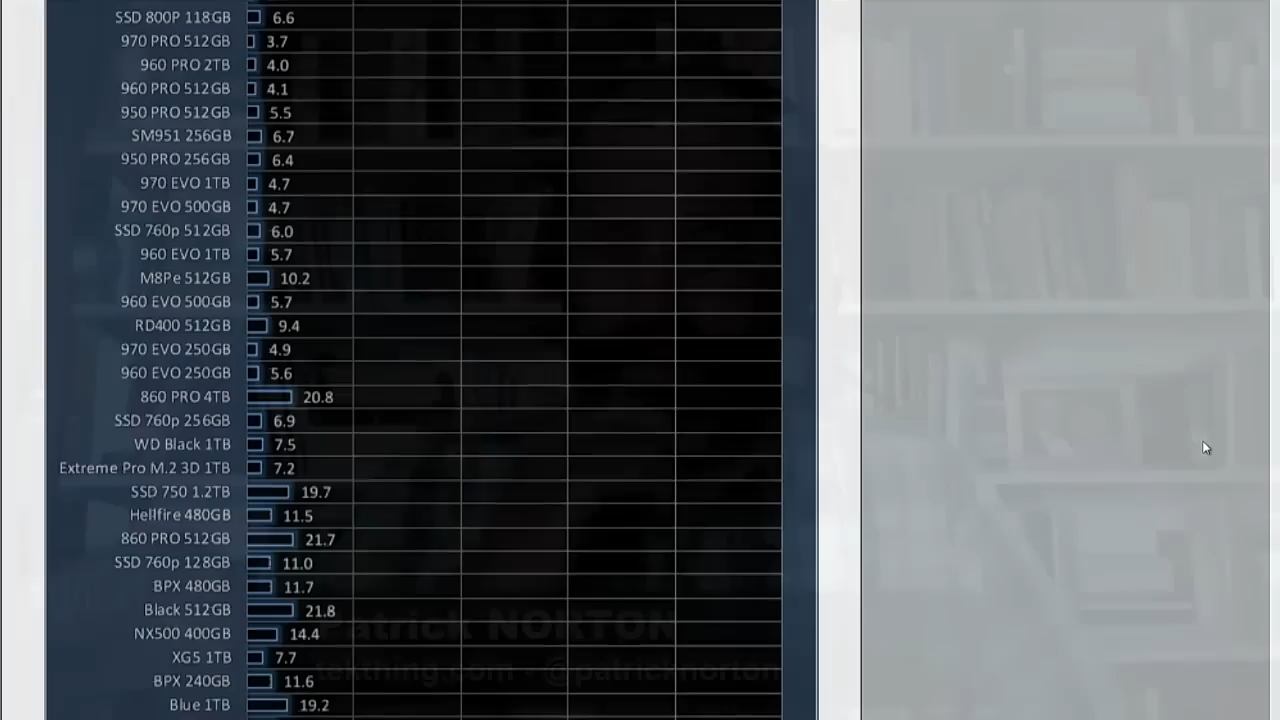 SSD 800P 118GB 6.6
970 PRO 512GB 3.7
960 PRO 2TB 4.0
960 PRO 512GB 4.1
950 PRO 512GB 5.5
SM951 256GB 6.7
950 PRO 256GB 6.4
970 EVO 1TB 4.7
970 EVO 500GB 4.7
SSD 760p 512GB 6.0
960 EVO 1TB 5.7
M8Pe 512GB 10.2
960 EVO 500GB 5.7
RD400 512GB 9.4
970 EVO 250GB 4.9
960 EVO 250GB 5.6
860 PRO 4TB 20.8
SSD 760p 256GB 6.9
WD Black 1TB 7.5
Extreme Pro M.2 3D 1TB 7.2
SSD 750 1.2TB 19.7
Hellfire 480GB 11.5
860 PRO 512GB 21.7
SSD 760p 128GB 11.0
BPX 480GB 11.7
Black 512GB 21.8
Patrick NORTON
NX500 400GB 14.4
XG5 1TB 7.7
tekthing.com - @patricknorton
BPX 240GB 11.6
Blue 1TB 19.2